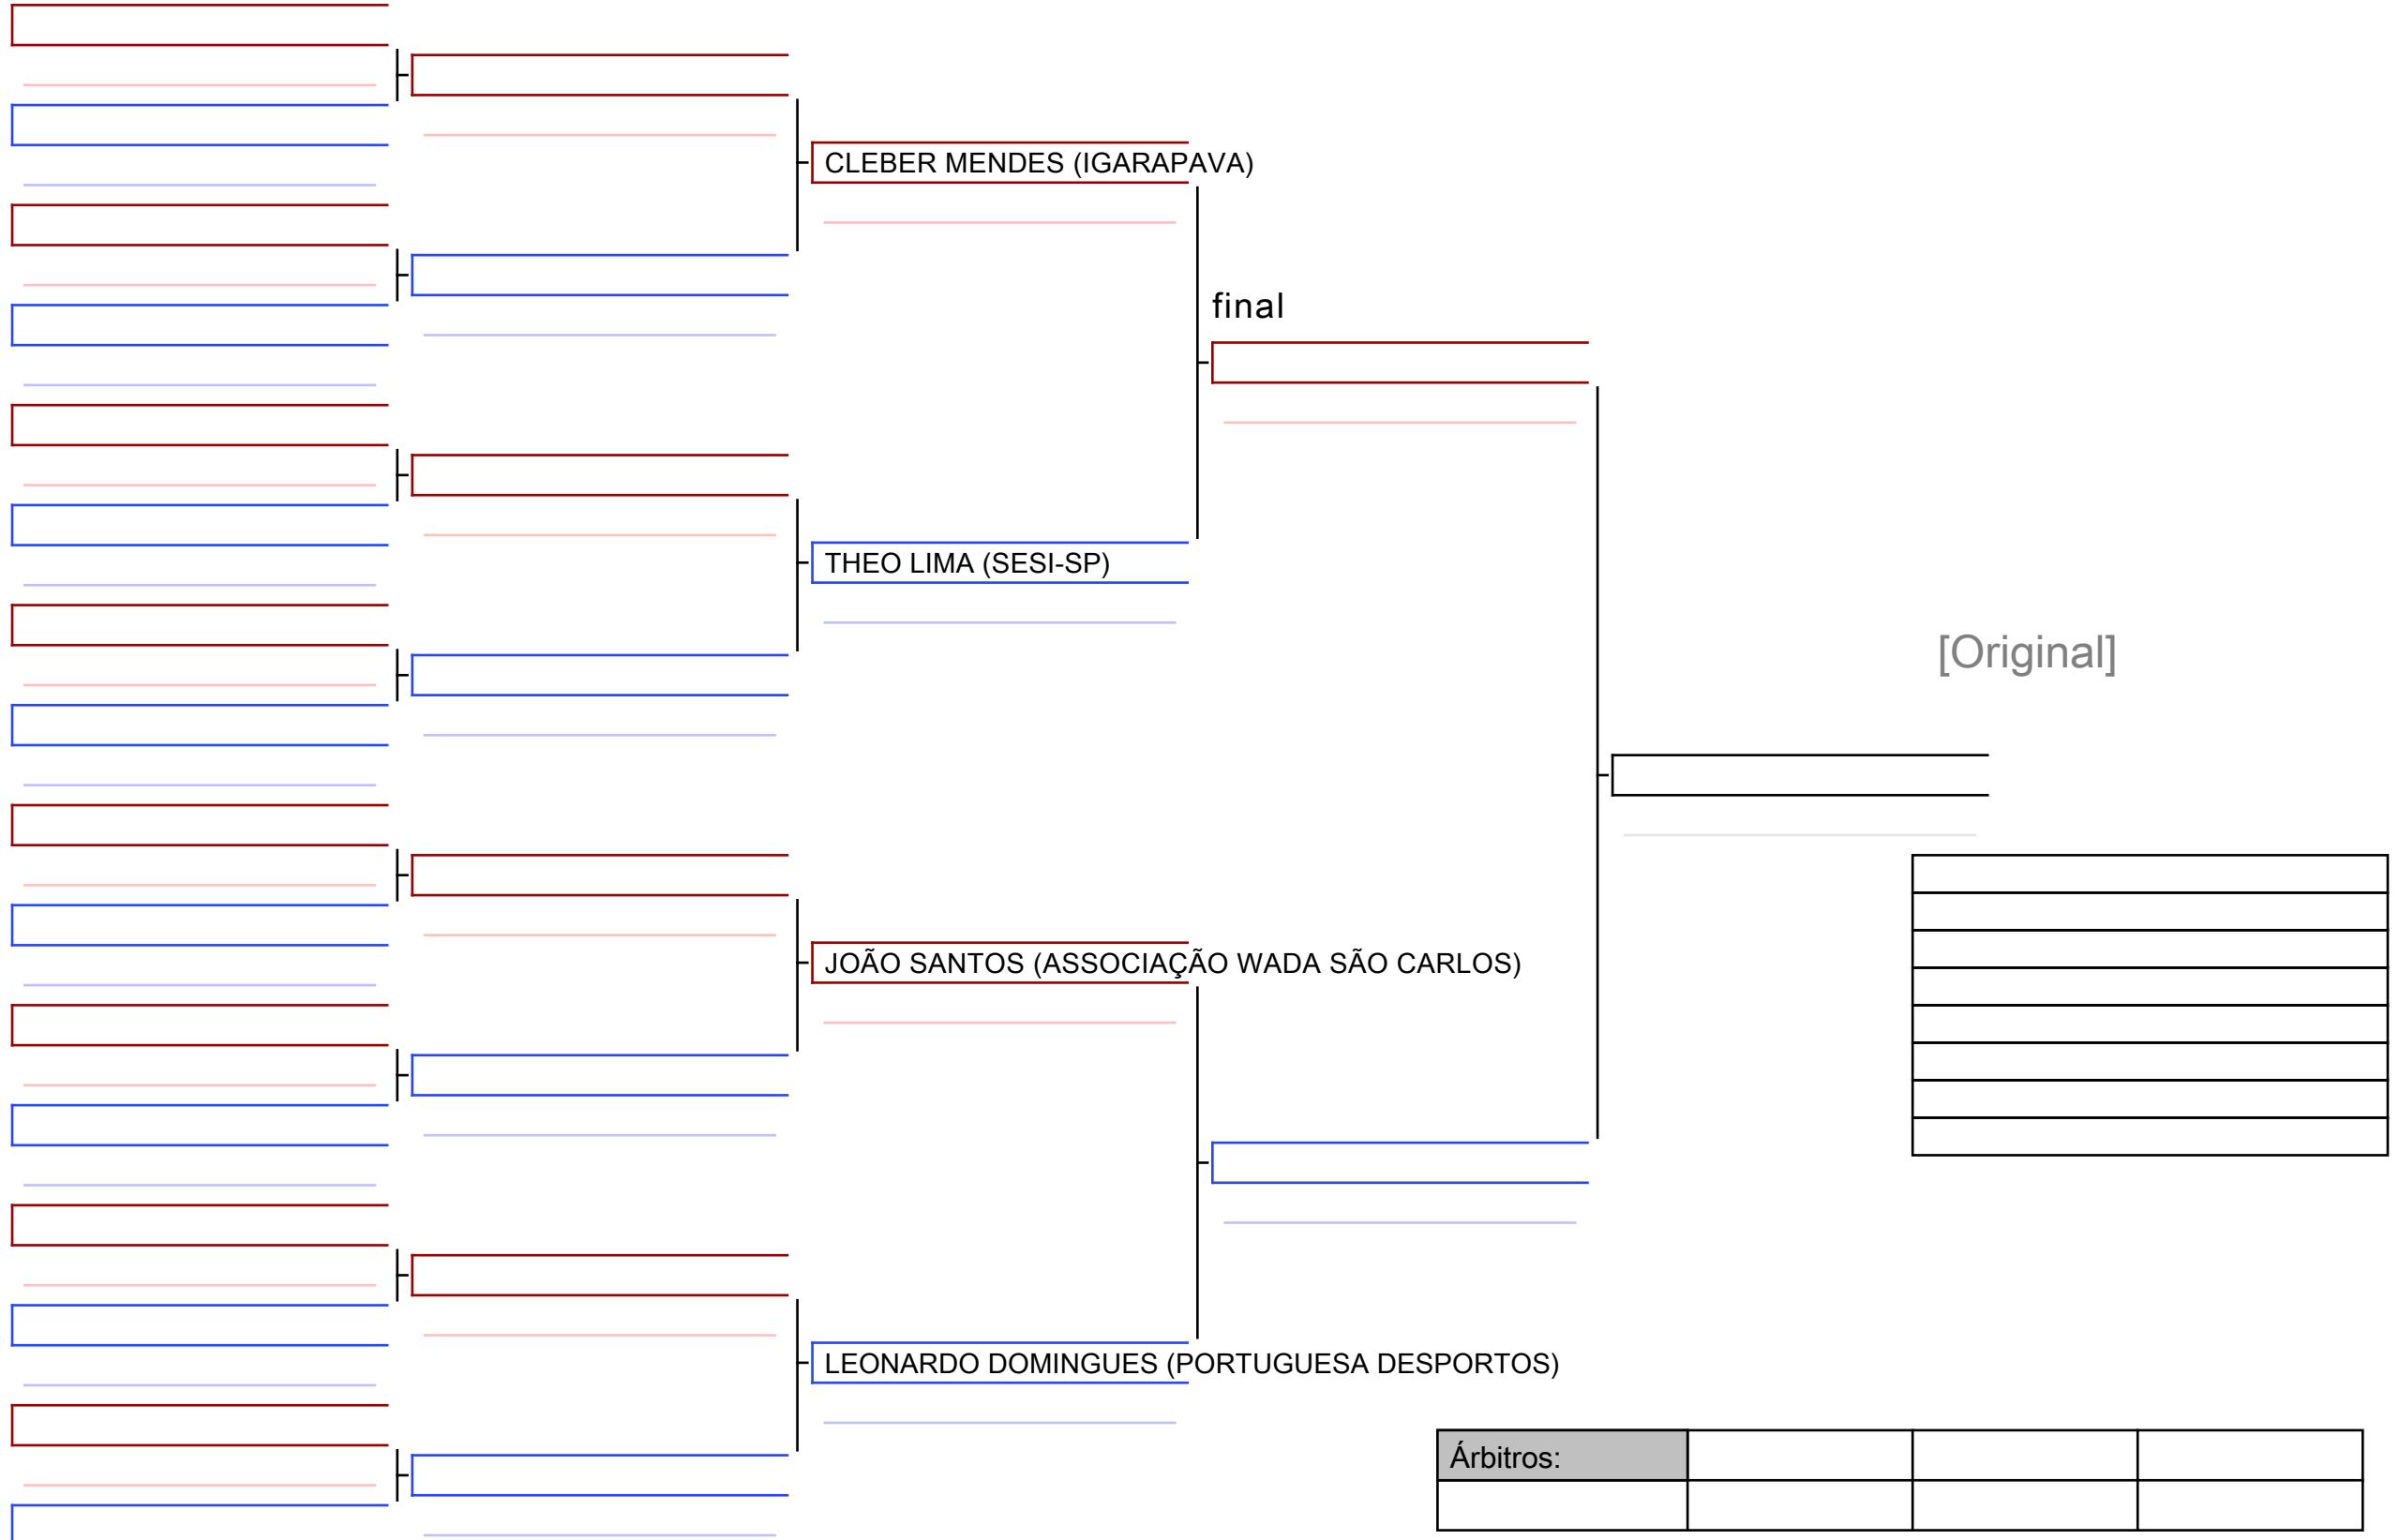 CLEBER MENDES (IGARAPAVA)
final
THEO LIMA (SESI-SP)
[Original]
JOÃO SANTOS (ASSOCIAÇÃO WADA SÃO CARLOS)
LEONARDO DOMINGUES (PORTUGUESA DESPORTOS)
Árbitros: